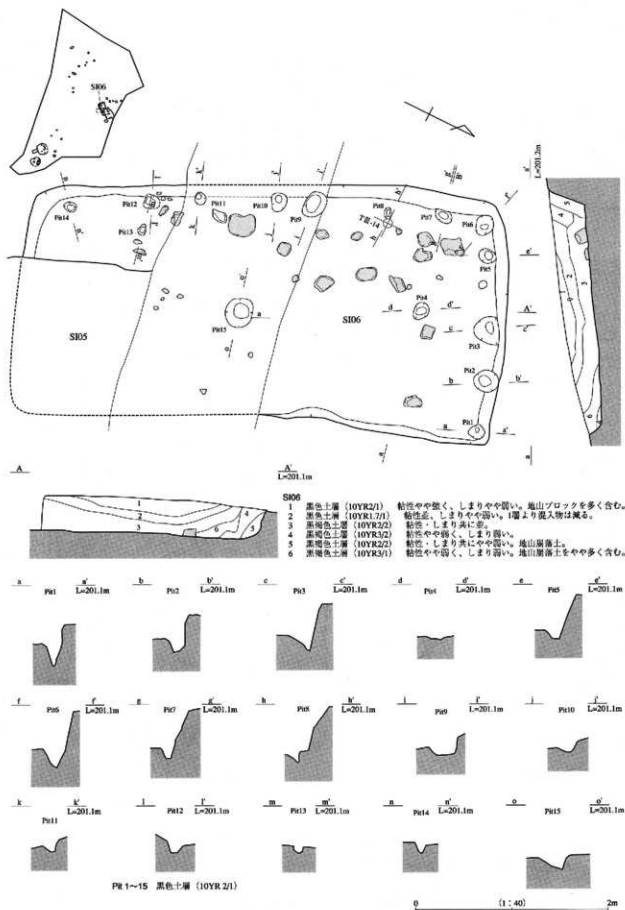 SI06
L=201.2m
Pit14
Pit12
Pit13
Pit11
Pit10
Pit9
Pit8
TⅢ-14
Pit7
Pit6
Pit5
Pit4
Pit3
Pit2
Pit1
Pit15
SI05
SI06
A A'
L=201.1m
SI06
1 黒色土層(10YR2/1) 粘性やや強く、しまりやや弱い。地山ブロックを多く含む。
2 黒色土層(10YR1.7/1) 粘性並、しまりやや弱い。1層より混入物は減る。
3 黒褐色土層(10YR2/2) 粘性・しまり共に並。
4 黒褐色土層(10YR3/2) 粘性やや弱く、しまり弱い。
5 黒褐色土層(10YR2/2) 粘性・しまり共にやや弱い。地山崩落土。
6 黒褐色土層(10YR3/1) 粘性やや弱く、しまり弱い。地山崩落土をやや多く含む。
a Pit1 a' L=201.1m
b Pit2 b' L=201.1m
c Pit3 c' L=201.1m
d Pit4 d' L=201.1m
e Pit5 e' L=201.1m
f Pit6 f' L=201.1m
g Pit7 g' L=201.1m
h Pit8 h' L=201.1m
i Pit9 i' L=201.1m
j Pit10 j' L=201.1m
k Pit11 k' L=201.1m
l Pit12 l' L=201.1m
m Pit13 m' L=201.1m
n Pit14 n' L=201.1m
o Pit15 o' L=201.1m
Pit 1~15 黒色土層(10YR 2/1)
0 (1:40) 2m